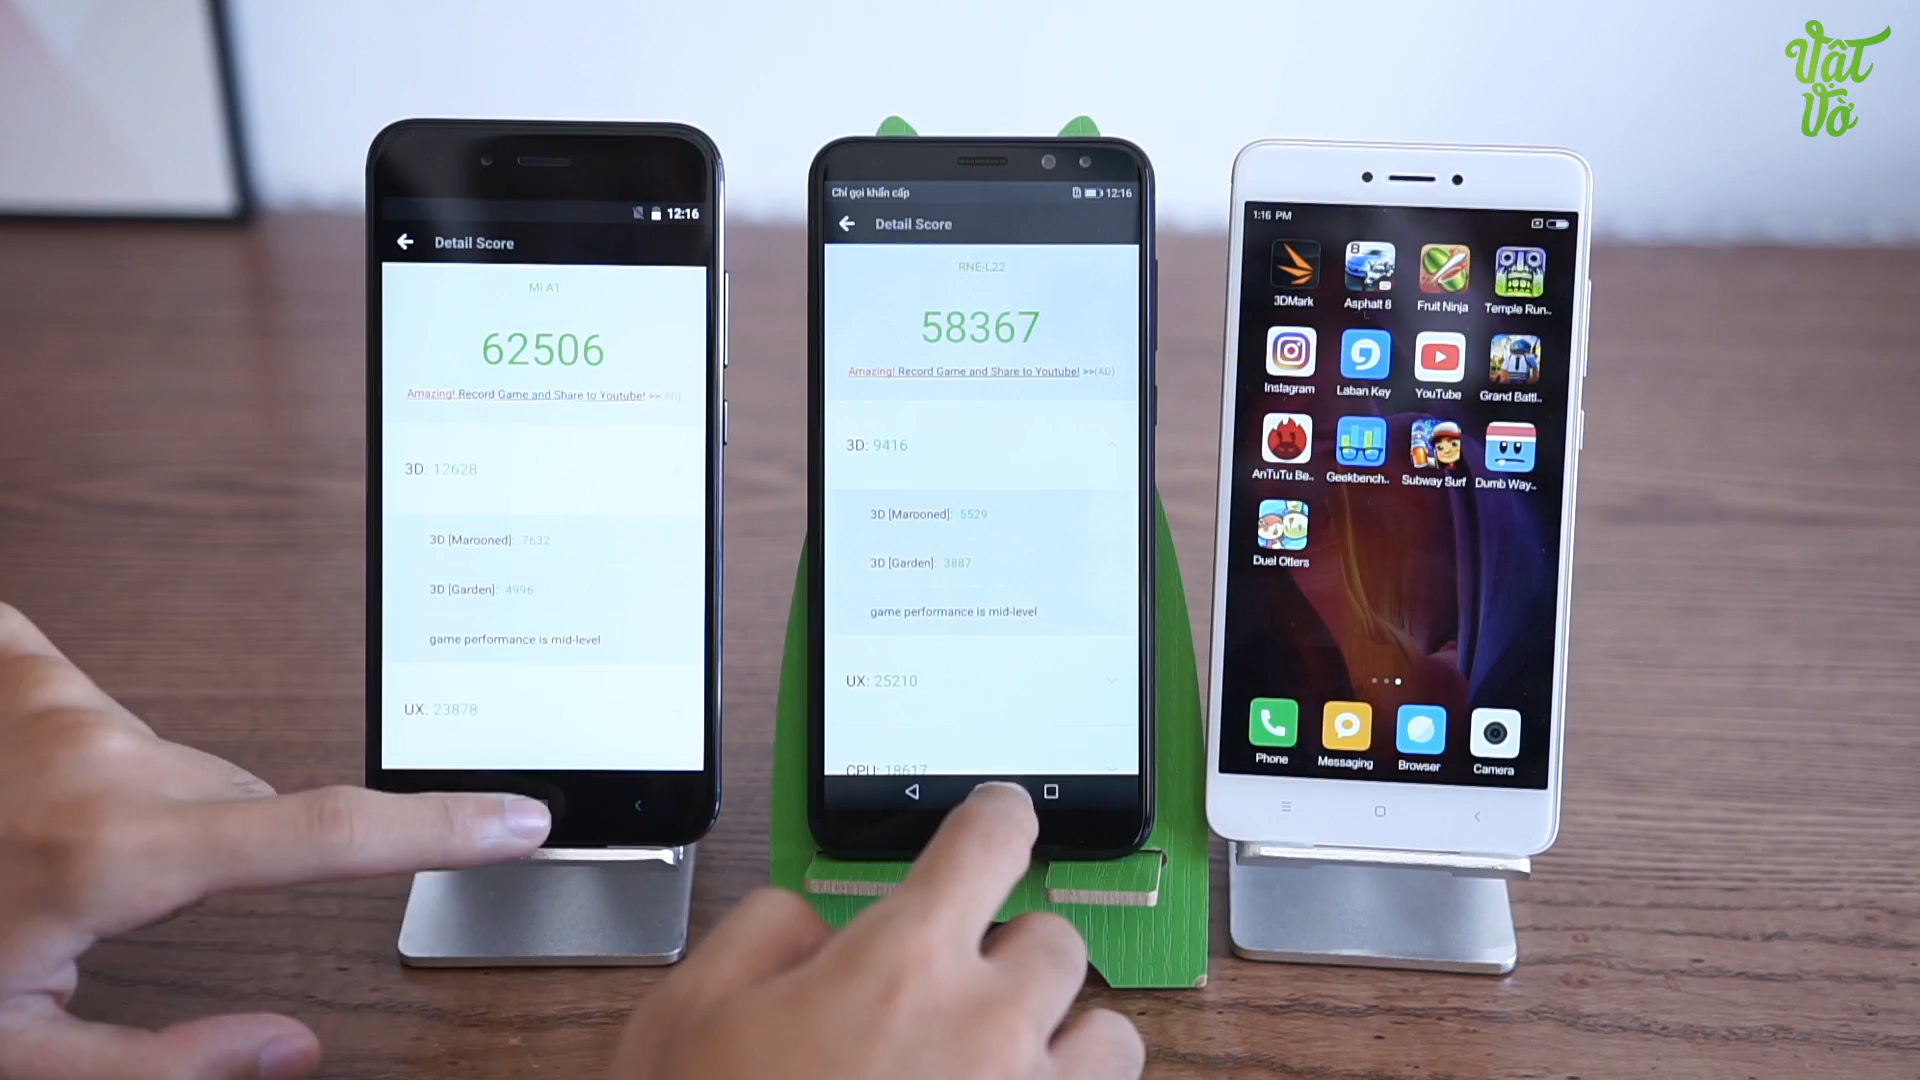 Vật
Vờ
12:16
Detail Score
Mi A1
62506
Amazing! Record Game and Share to Youtube! >>(AD)
3D: 12628
3D [Marooned]: 7632
3D [Garden]: 4996
game performance is mid-level
UX: 23878
Chỉ gọi khẩn cấp
12:16
Detail Score
RNE-L22
58367
Amazing! Record Game and Share to Youtube! >>(AD)
3D: 9416
3D [Marooned]: 5529
3D [Garden]: 3887
game performance is mid-level
UX: 25210
CPU: 18617
1:16 PM
3DMark
Asphalt 8
Fruit Ninja
Temple Run..
Instagram
Laban Key
YouTube
Grand Battl..
AnTuTu Be..
Geekbench..
Subway Surf
Dumb Way..
Duel Otters
Phone
Messaging
Browser
Camera